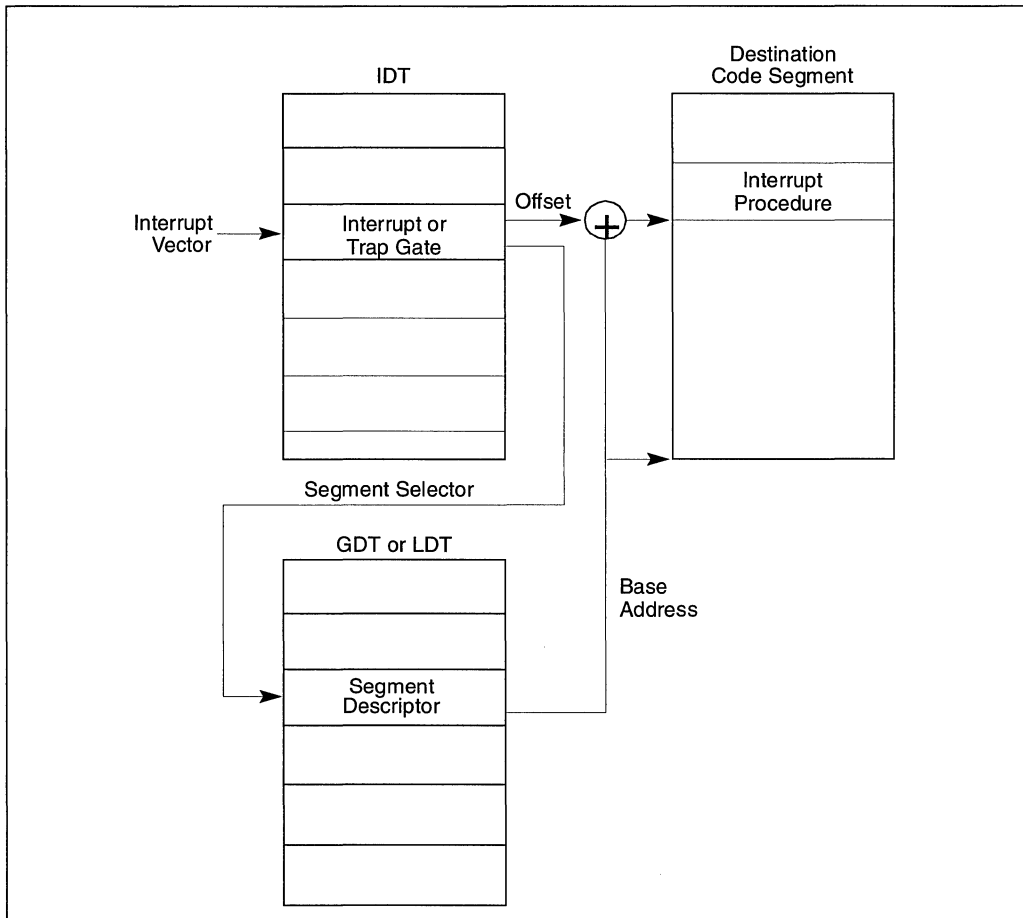 IDT
Destination
Code Segment
Interrupt
Vector
Interrupt or
Trap Gate
Offset
+
Interrupt
Procedure
Segment Selector
GDT or LDT
Segment
Descriptor
Base
Address